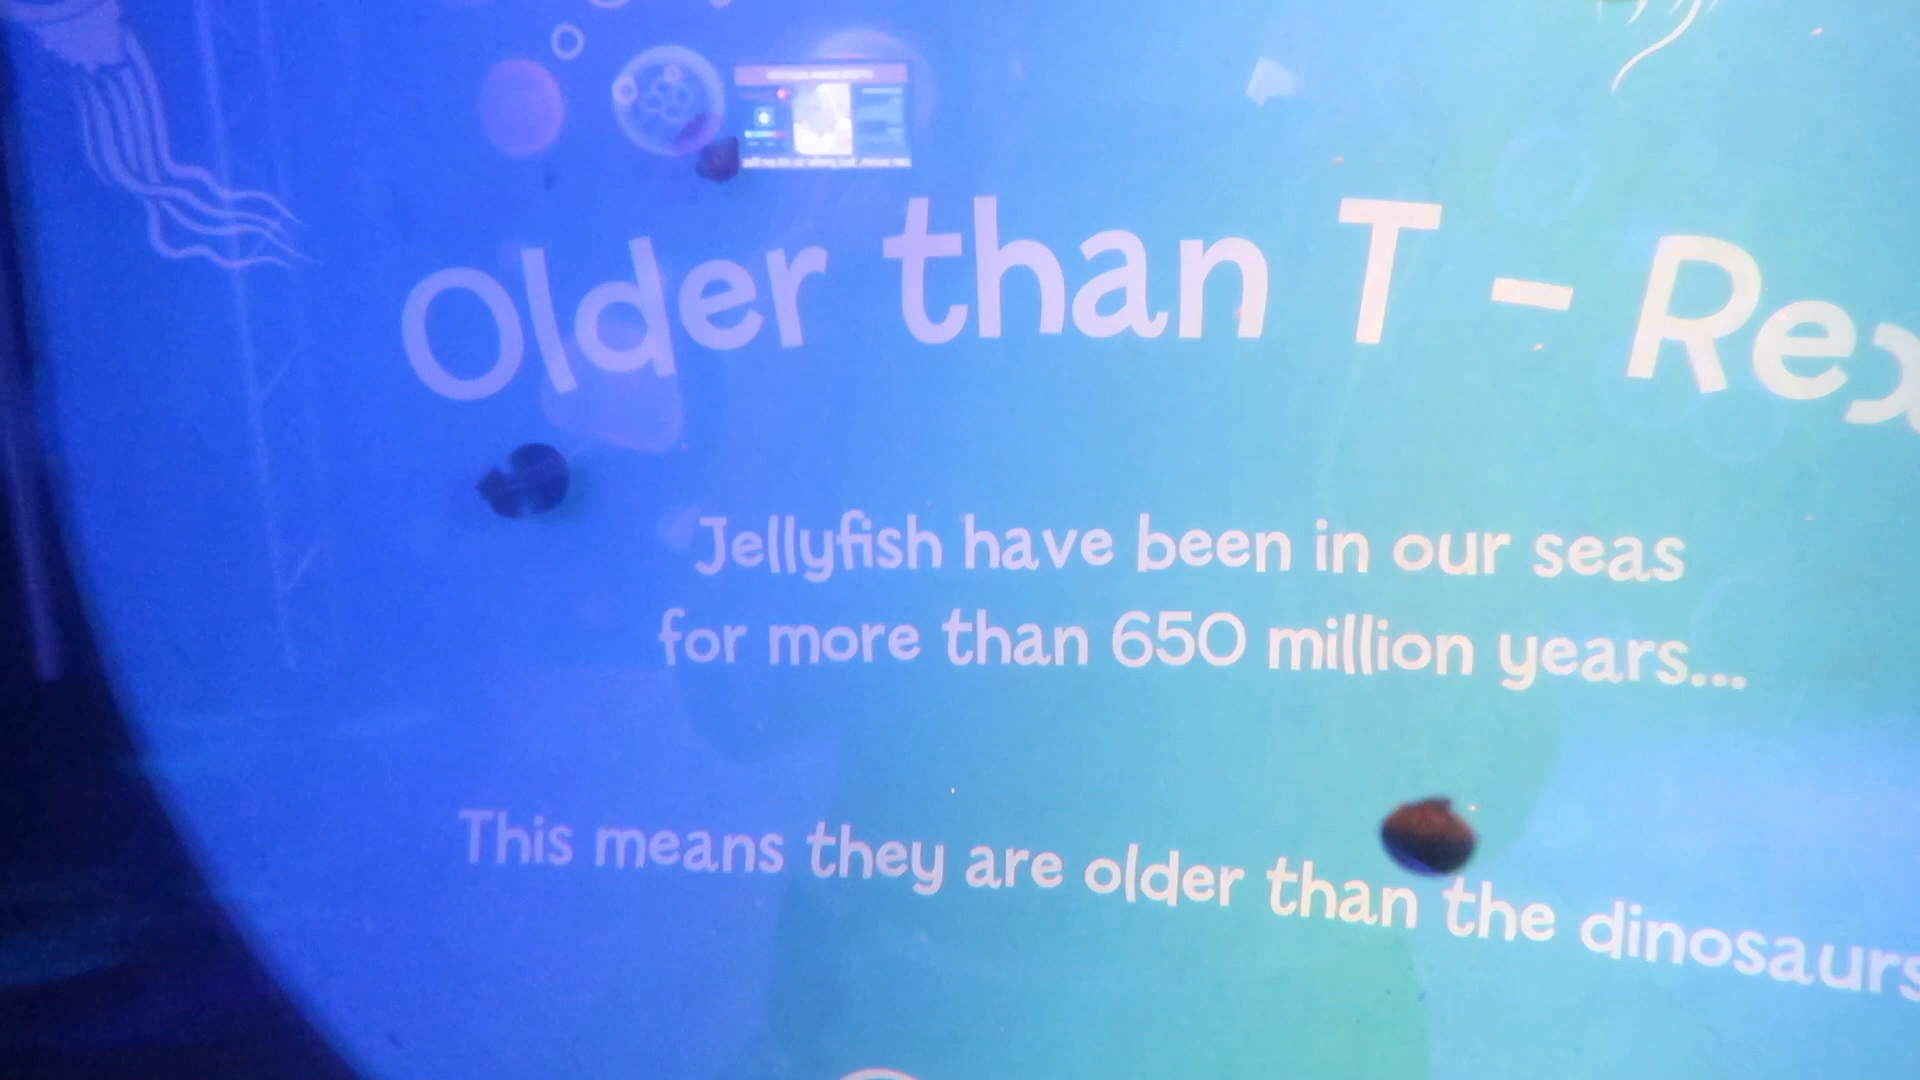 Older than T - Rex
Jellyfish have been in our seas
for more than 650 million years...
This means they are older than the dinosaurs